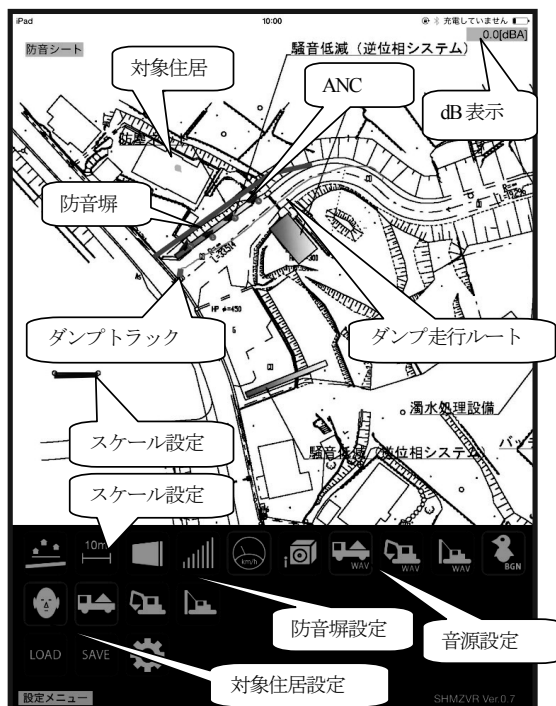 iPad
10:00
充電していません
0.0[dBA]
防音シート
騒音低減（逆位相システム）
対象住居
ANC
dB 表示
防音塀
HP φ=450
G
ダンプトラック
ダンプ走行ルート
濁水処理設備
スケール設定
騒音低減（逆位相システム）
バッ
スケール設定
10m
km/h
i
WAV
WAV
WAV
BGN
防音塀設定
音源設定
LOAD
SAVE
対象住居設定
設定メニュー
SHMZVR Ver.0.7